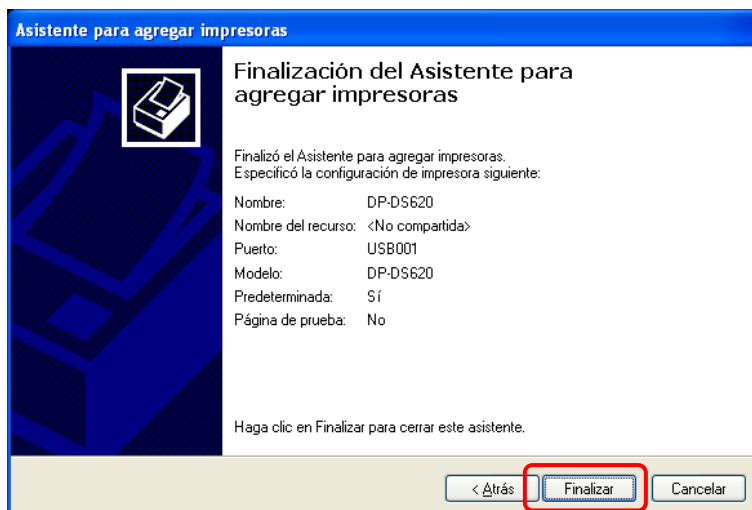 Asistente para agregar impresoras
Finalización del Asistente para
agregar impresoras
Finalizó el Asistente para agregar impresoras.
Especificó la configuración de impresora siguiente:
Nombre: DP-DS620
Nombre del recurso: <No compartida>
Puerto: USB001
Modelo: DP-DS620
Predeterminada: Sí
Página de prueba: No
Haga clic en Finalizar para cerrar este asistente.
< Atrás Finalizar Cancelar